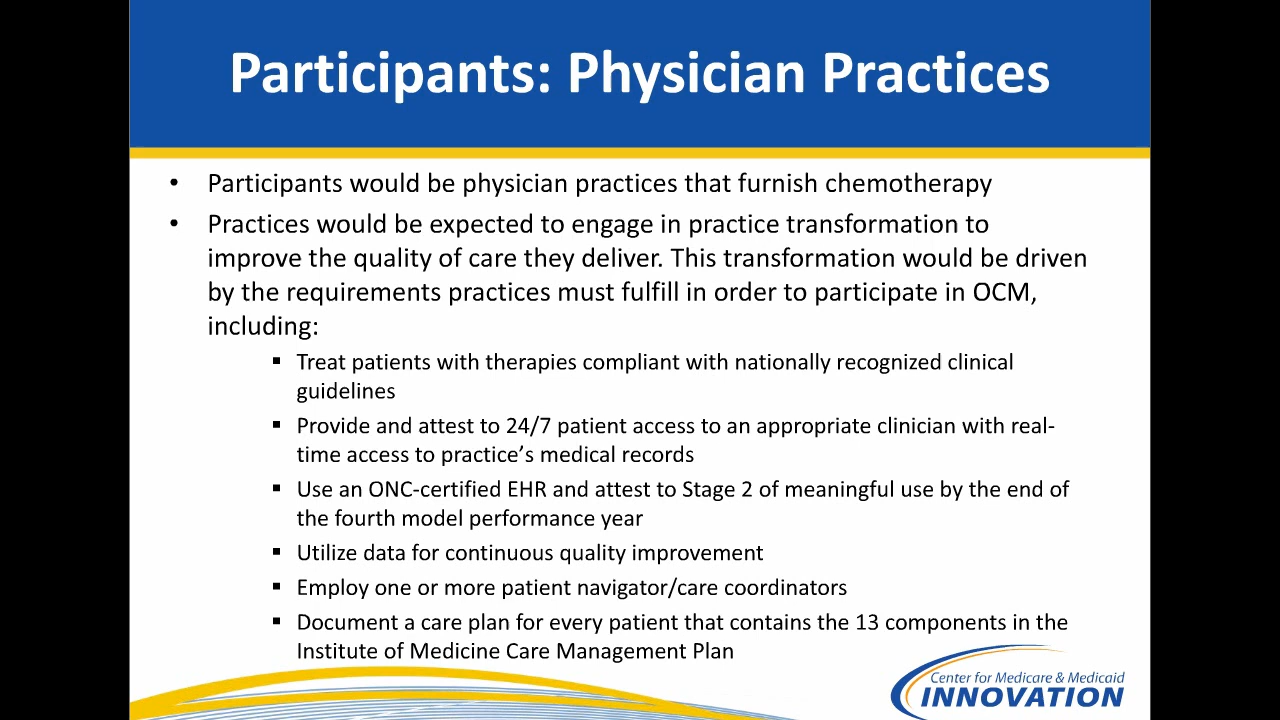 Participants: Physician Practices
• Participants would be physician practices that furnish chemotherapy
• Practices would be expected to engage in practice transformation to
improve the quality of care they deliver. This transformation would be driven
by the requirements practices must fulfill in order to participate in OCM,
including:
▪ Treat patients with therapies compliant with nationally recognized clinical
guidelines
▪ Provide and attest to 24/7 patient access to an appropriate clinician with real-
time access to practice’s medical records
▪ Use an ONC-certified EHR and attest to Stage 2 of meaningful use by the end of
the fourth model performance year
▪ Utilize data for continuous quality improvement
▪ Employ one or more patient navigator/care coordinators
▪ Document a care plan for every patient that contains the 13 components in the
Institute of Medicine Care Management Plan
Center for Medicare & Medicaid
INNOVATION